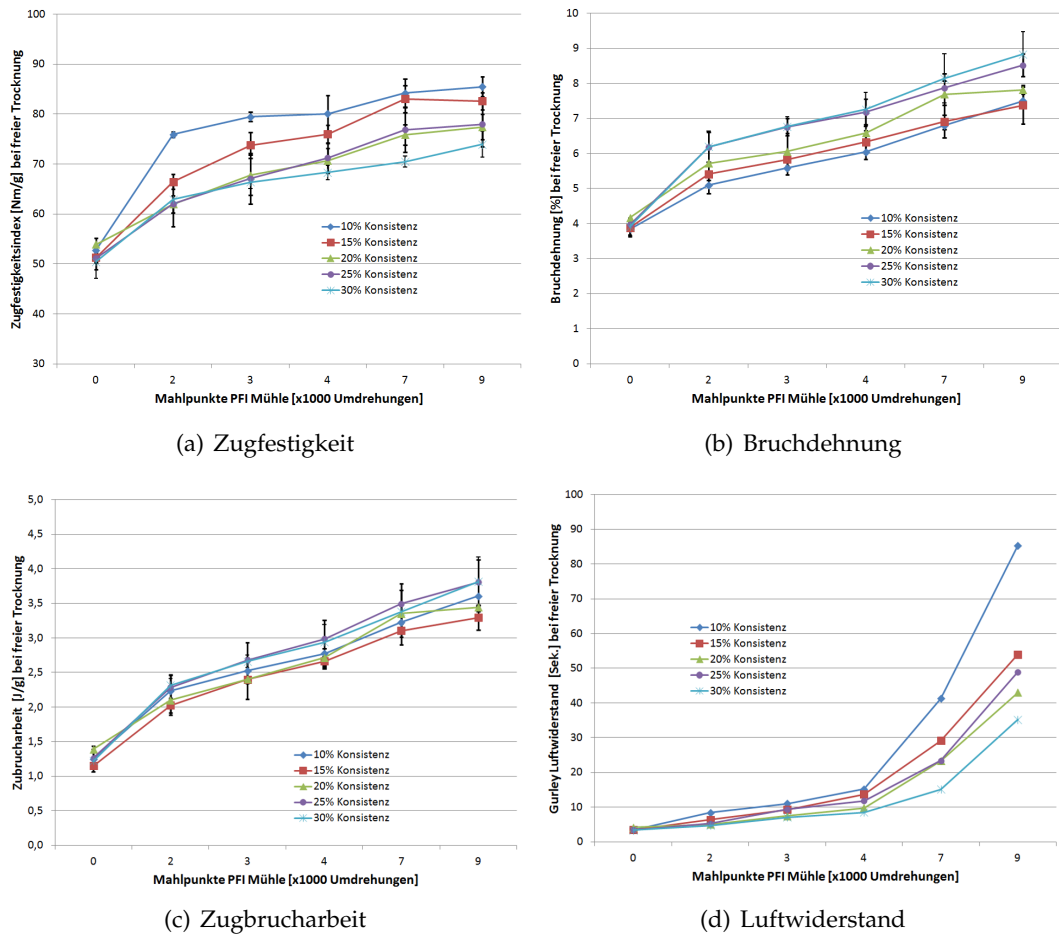 100
90
80
70
60
50
40
30
Zugfestigkeitsindex [Nm/g] bei freier Trocknung
10% Konsistenz
15% Konsistenz
20% Konsistenz
25% Konsistenz
30% Konsistenz
0 2 3 4 7 9
Mahlpunkte PFI Mühle [x1000 Umdrehungen]
(a) Zugfestigkeit
10
9
8
7
6
5
4
3
2
1
0
Bruchdehnung [%] bei freier Trocknung
10% Konsistenz
15% Konsistenz
20% Konsistenz
25% Konsistenz
30% Konsistenz
0 2 3 4 7 9
Mahlpunkte PFI Mühle [x1000 Umdrehungen]
(b) Bruchdehnung
5,0
4,5
4,0
3,5
3,0
2,5
2,0
1,5
1,0
0,5
0,0
Zubrucharbeit [J/g] bei freier Trocknung
10% Konsistenz
15% Konsistenz
20% Konsistenz
25% Konsistenz
30% Konsistenz
0 2 3 4 7 9
Mahlpunkte PFI Mühle [x1000 Umdrehungen]
(c) Zugbrucharbeit
100
90
80
70
60
50
40
30
20
10
0
Gurley Luftwiderstand [Sek.] bei freier Trocknung
10% Konsistenz
15% Konsistenz
20% Konsistenz
25% Konsistenz
30% Konsistenz
0 2 3 4 7 9
Mahlpunkte PFI Mühle [x1000 Umdrehungen]
(d) Luftwiderstand